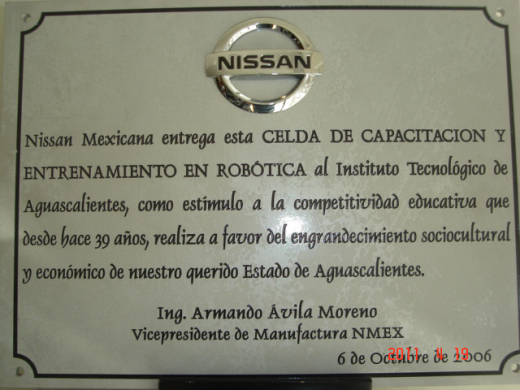 NISSAN
Nissan Mexicana entrega esta CELDA DE CAPACITACION Y
ENTRENAMIENTO EN ROBÓTICA al Instituto Tecnológico de
Aguascalientes, como estímulo a la competitividad educativa que
desde hace 39 años, realiza a favor del engrandecimiento sociocultural
y económico de nuestro querido Estado de Aguascalientes.
Ing. Armando Ávila Moreno
Vicepresidente de Manufactura NMEX
6 de Octubre de 2006